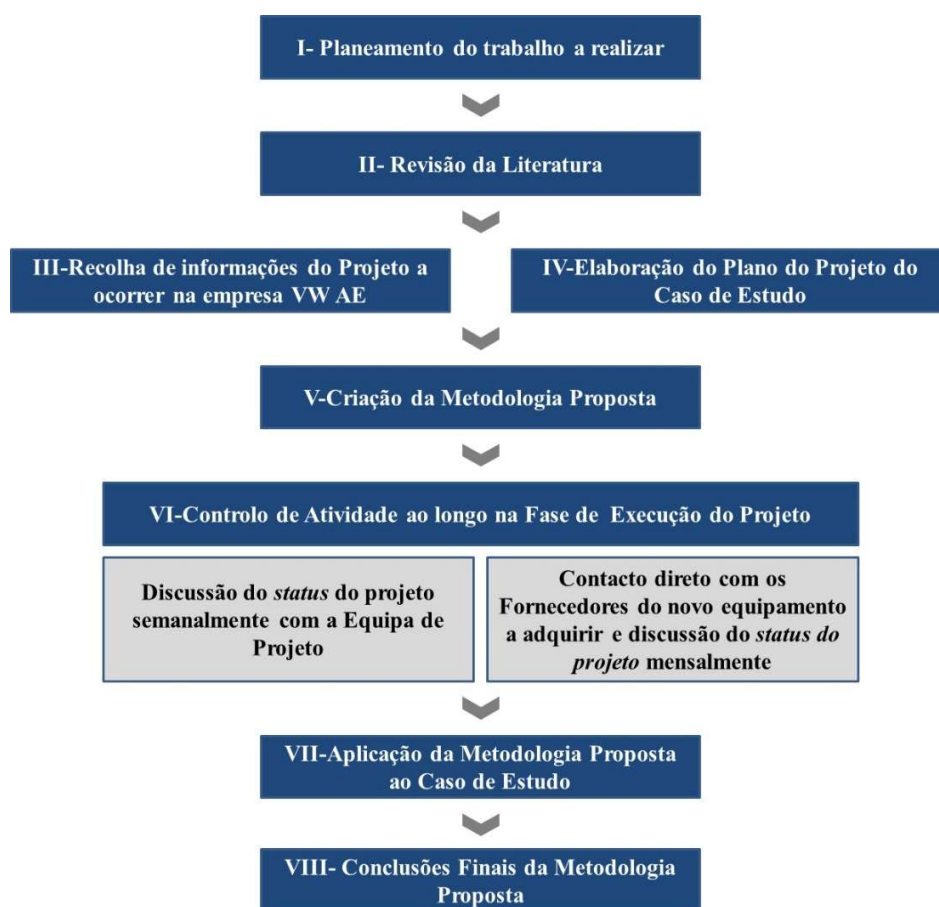 I- Planeamento do trabalho a realizar
II- Revisão da Literatura
III-Recolha de informações do Projeto a
ocorrer na empresa VW AE
IV-Elaboração do Plano do Projeto do
Caso de Estudo
V-Criação da Metodologia Proposta
VI-Controlo de Atividade ao longo na Fase de Execução do Projeto
Discussão do status do projeto
semanalmente com a Equipa de
Projeto
Contacto direto com os
Fornecedores do novo equipamento
a adquirir e discussão do status do
projeto mensalmente
VII-Aplicação da Metodologia Proposta
ao Caso de Estudo
VIII- Conclusões Finais da Metodologia
Proposta